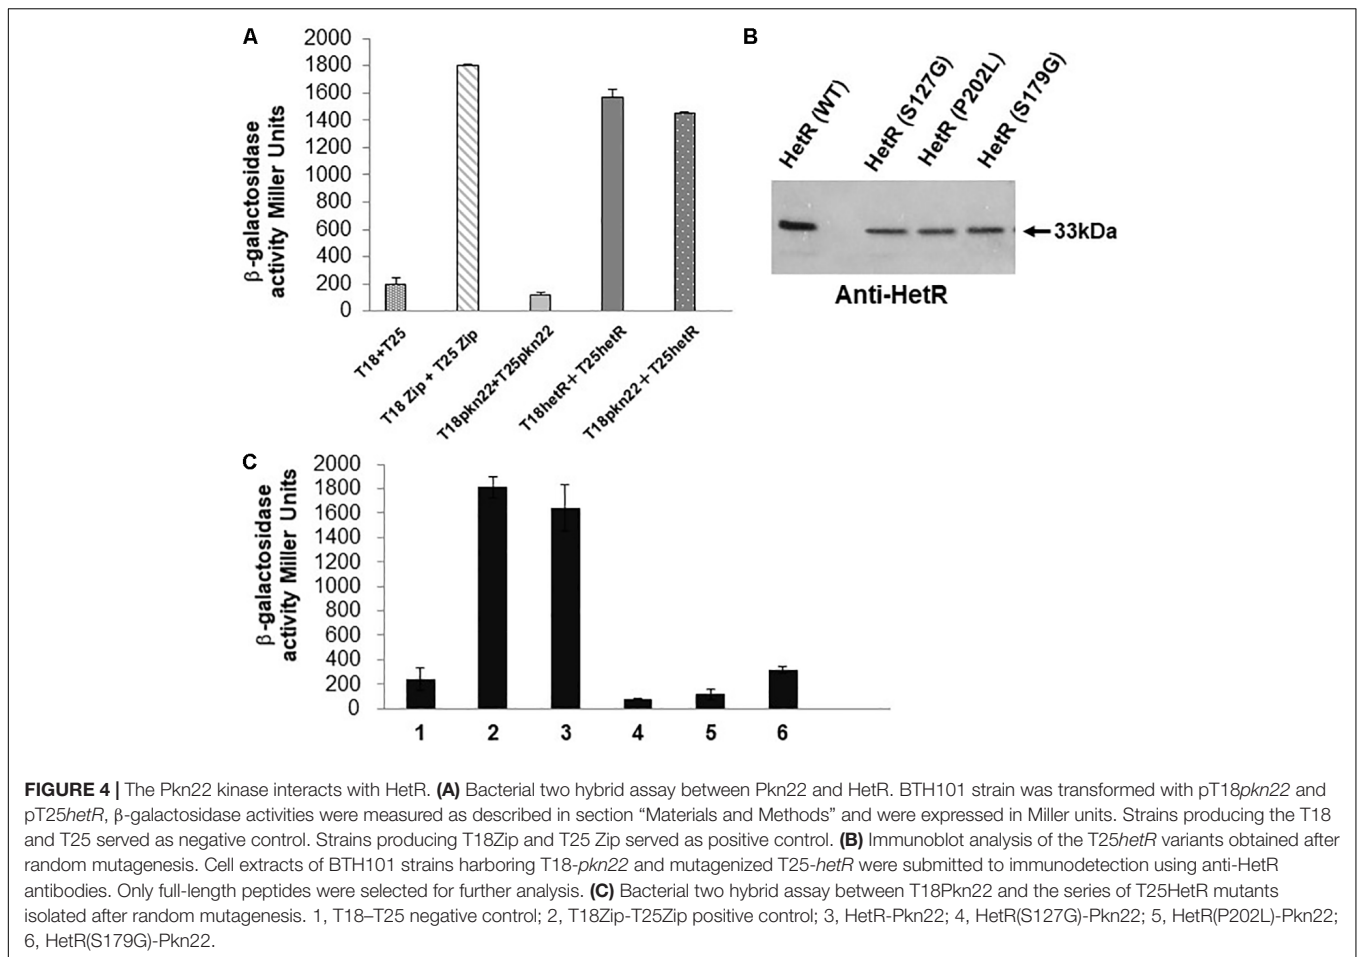 A
2000
1800
1600
1400
1200
1000
800
600
400
200
0
β-galactosidase
activity Miller Units
T18+T25
T18 Zip + T25 Zip
T18pkn22+T25pkn22
T18hetR+ T25hetR
T18pkn22+ T25hetR
B
HetR (WT)
HetR (S127G)
HetR (P202L)
HetR (S179G)
33kDa
Anti-HetR
C
2000
1800
1600
1400
1200
1000
800
600
400
200
0
β-galactosidase
activity Miller Units
1 2 3 4 5 6
FIGURE 4 | The Pkn22 kinase interacts with HetR. (A) Bacterial two hybrid assay between Pkn22 and HetR. BTH101 strain was transformed with pT18pkn22 and
pT25hetR, β-galactosidase activities were measured as described in section “Materials and Methods” and were expressed in Miller units. Strains producing the T18
and T25 served as negative control. Strains producing T18Zip and T25 Zip served as positive control. (B) Immunoblot analysis of the T25hetR variants obtained after
random mutagenesis. Cell extracts of BTH101 strains harboring T18-pkn22 and mutagenized T25-hetR were submitted to immunodetection using anti-HetR
antibodies. Only full-length peptides were selected for further analysis. (C) Bacterial two hybrid assay between T18Pkn22 and the series of T25HetR mutants
isolated after random mutagenesis. 1, T18–T25 negative control; 2, T18Zip-T25Zip positive control; 3, HetR-Pkn22; 4, HetR(S127G)-Pkn22; 5, HetR(P202L)-Pkn22;
6, HetR(S179G)-Pkn22.